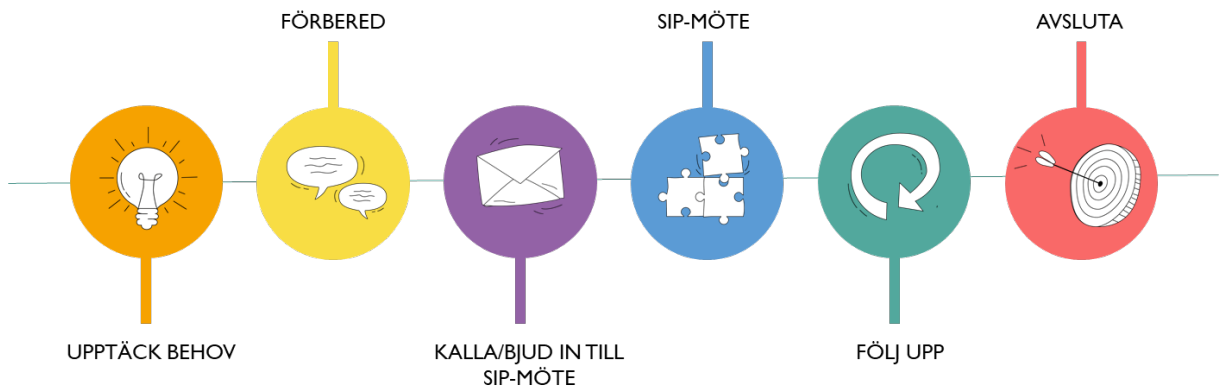 UPPTÄCK BEHOV
FÖRBERED
KALLA/BJUD IN TILL
SIP-MÖTE
SIP-MÖTE
FÖLJ UPP
AVSLUTA